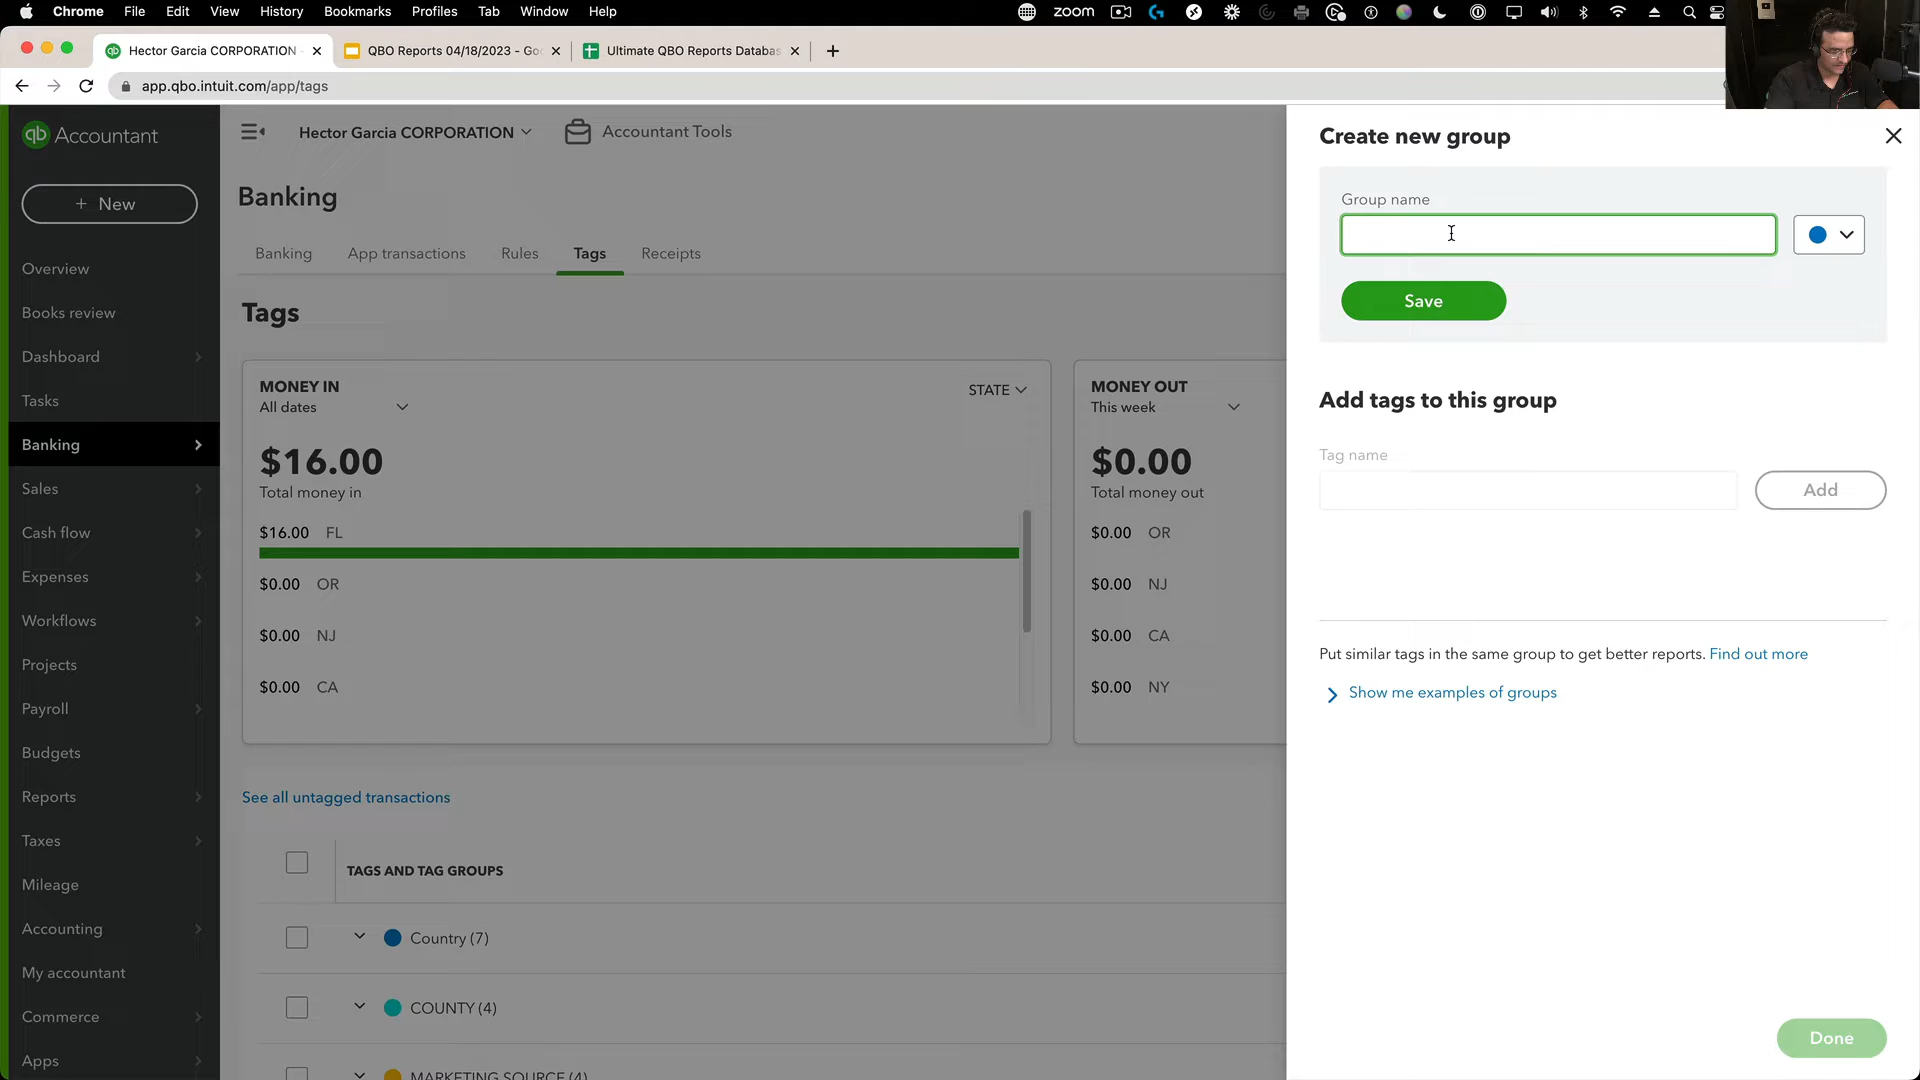 Chrome File Edit View History Bookmarks Profiles Tab Window Help
zoom
Hector Garcia CORPORATION -
QBO Reports 04/18/2023 - Go
Ultimate QBO Reports Databas
app.qbo.intuit.com/app/tags
qb Accountant
+ New
Overview
Books review
Dashboard
Tasks
Banking
Sales
Cash flow
Expenses
Workflows
Projects
Payroll
Budgets
Reports
Taxes
Mileage
Accounting
My accountant
Commerce
Apps
Hector Garcia CORPORATION
Accountant Tools
Banking
Banking App transactions Rules Tags Receipts
Tags
MONEY IN
All dates
STATE
$16.00
Total money in
$16.00 FL
$0.00 OR
$0.00 NJ
$0.00 CA
MONEY OUT
This week
$0.00
Total money out
$0.00 OR
$0.00 NJ
$0.00 CA
$0.00 NY
See all untagged transactions
TAGS AND TAG GROUPS
Country (7)
COUNTY (4)
MARKETING SOURCE (4)
Create new group
Group name
Save
Add tags to this group
Tag name
Add
Put similar tags in the same group to get better reports. Find out more
Show me examples of groups
Done